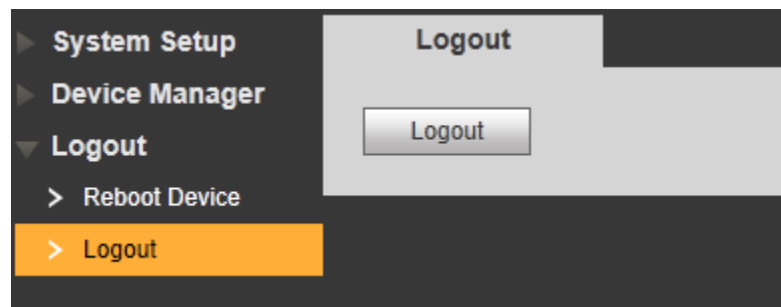 System Setup
Device Manager
Logout
> Reboot Device
> Logout
Logout
Logout